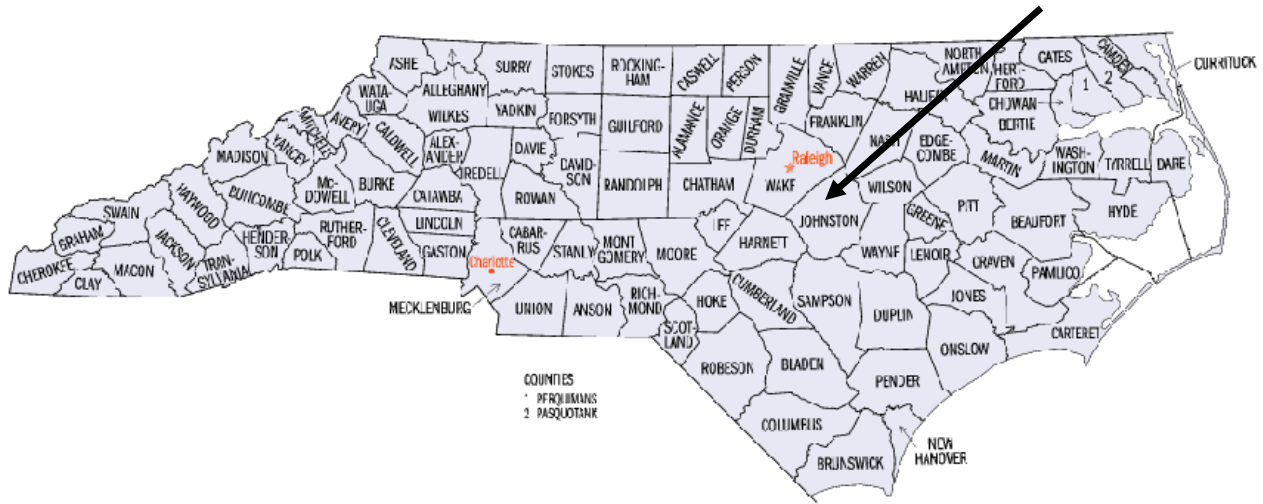 ASHE
ALLEGHANY
SURRY
STOKES
ROCKING-
HAM
CASWELL
PERSON
GRANVILLE
VANCE
WARREN
NORTH
HER-
FORD
CATES
CAMDEN
CURRITUCK
1
2
WATA-
UGA
WILKES
YADKIN
FORSYTH
GUILFORD
ALAMANCE
ORANGE
DURHAM
FRANKLIN
HALIFAX
CHOWAN
BERTIE
MITCHELL
AVERY
CALDWELL
ALEX-
ANDER
IREDELL
DAVIE
DAVID-
SON
RANDOLPH
CHATHAM
Raleigh
WAKE
NASH
EDGE-
COMBE
MARTIN
WASH-
INGTON
TYRRELL
DARE
MADISON
YANCEY
Mc-
DOWELL
BURKE
CATAWBA
ROWAN
WILSON
PITT
BEAUFORT
HYDE
SWAIN
HAYWOOD
BUNCOMBE
RUTHER-
FORD
CLEVELAND
LINCOLN
GASTON
CABAR-
RUS
STANLY
MONT
GOMERY
MOORE
HARNETT
JOHNSTON
WAYNE
GREENE
LENOIR
CRAVEN
PAMLICO
GRAHAM
CHEROKEE
CLAY
MACON
JACKSON
TRAN-
SYLVANIA
HENDER-
SON
POLK
Charlotte
MECKLENBURG
UNION
ANSON
RICH-
MOND
SCOT-
LAND
HOKE
CUMBERLAND
SAMPSON
DUPLIN
JONES
CARTERET
ONSLOW
ROBESON
BLADEN
PENDER
COLUMBUS
BRUNSWICK
NEW
HANOVER
COUNTIES
1 PERQUIMANS
2 PASQUOTANK